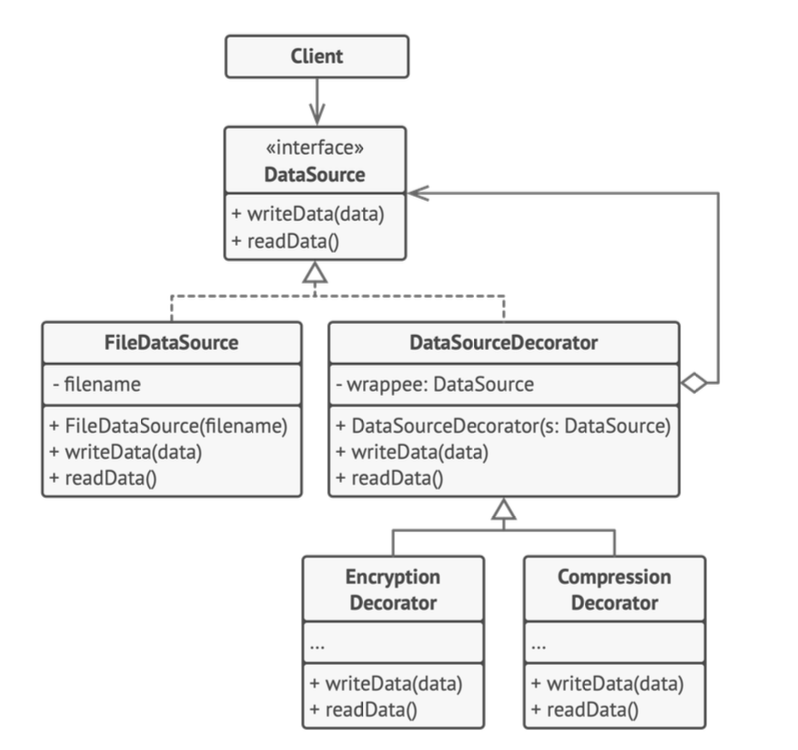 Client
«interface»
DataSource
+ writeData(data)
+ readData()
FileDataSource
- filename
+ FileDataSource(filename)
+ writeData(data)
+ readData()
DataSourceDecorator
- wrappee: DataSource
+ DataSourceDecorator(s: DataSource)
+ writeData(data)
+ readData()
Encryption
Decorator
...
+ writeData(data)
+ readData()
Compression
Decorator
...
+ writeData(data)
+ readData()